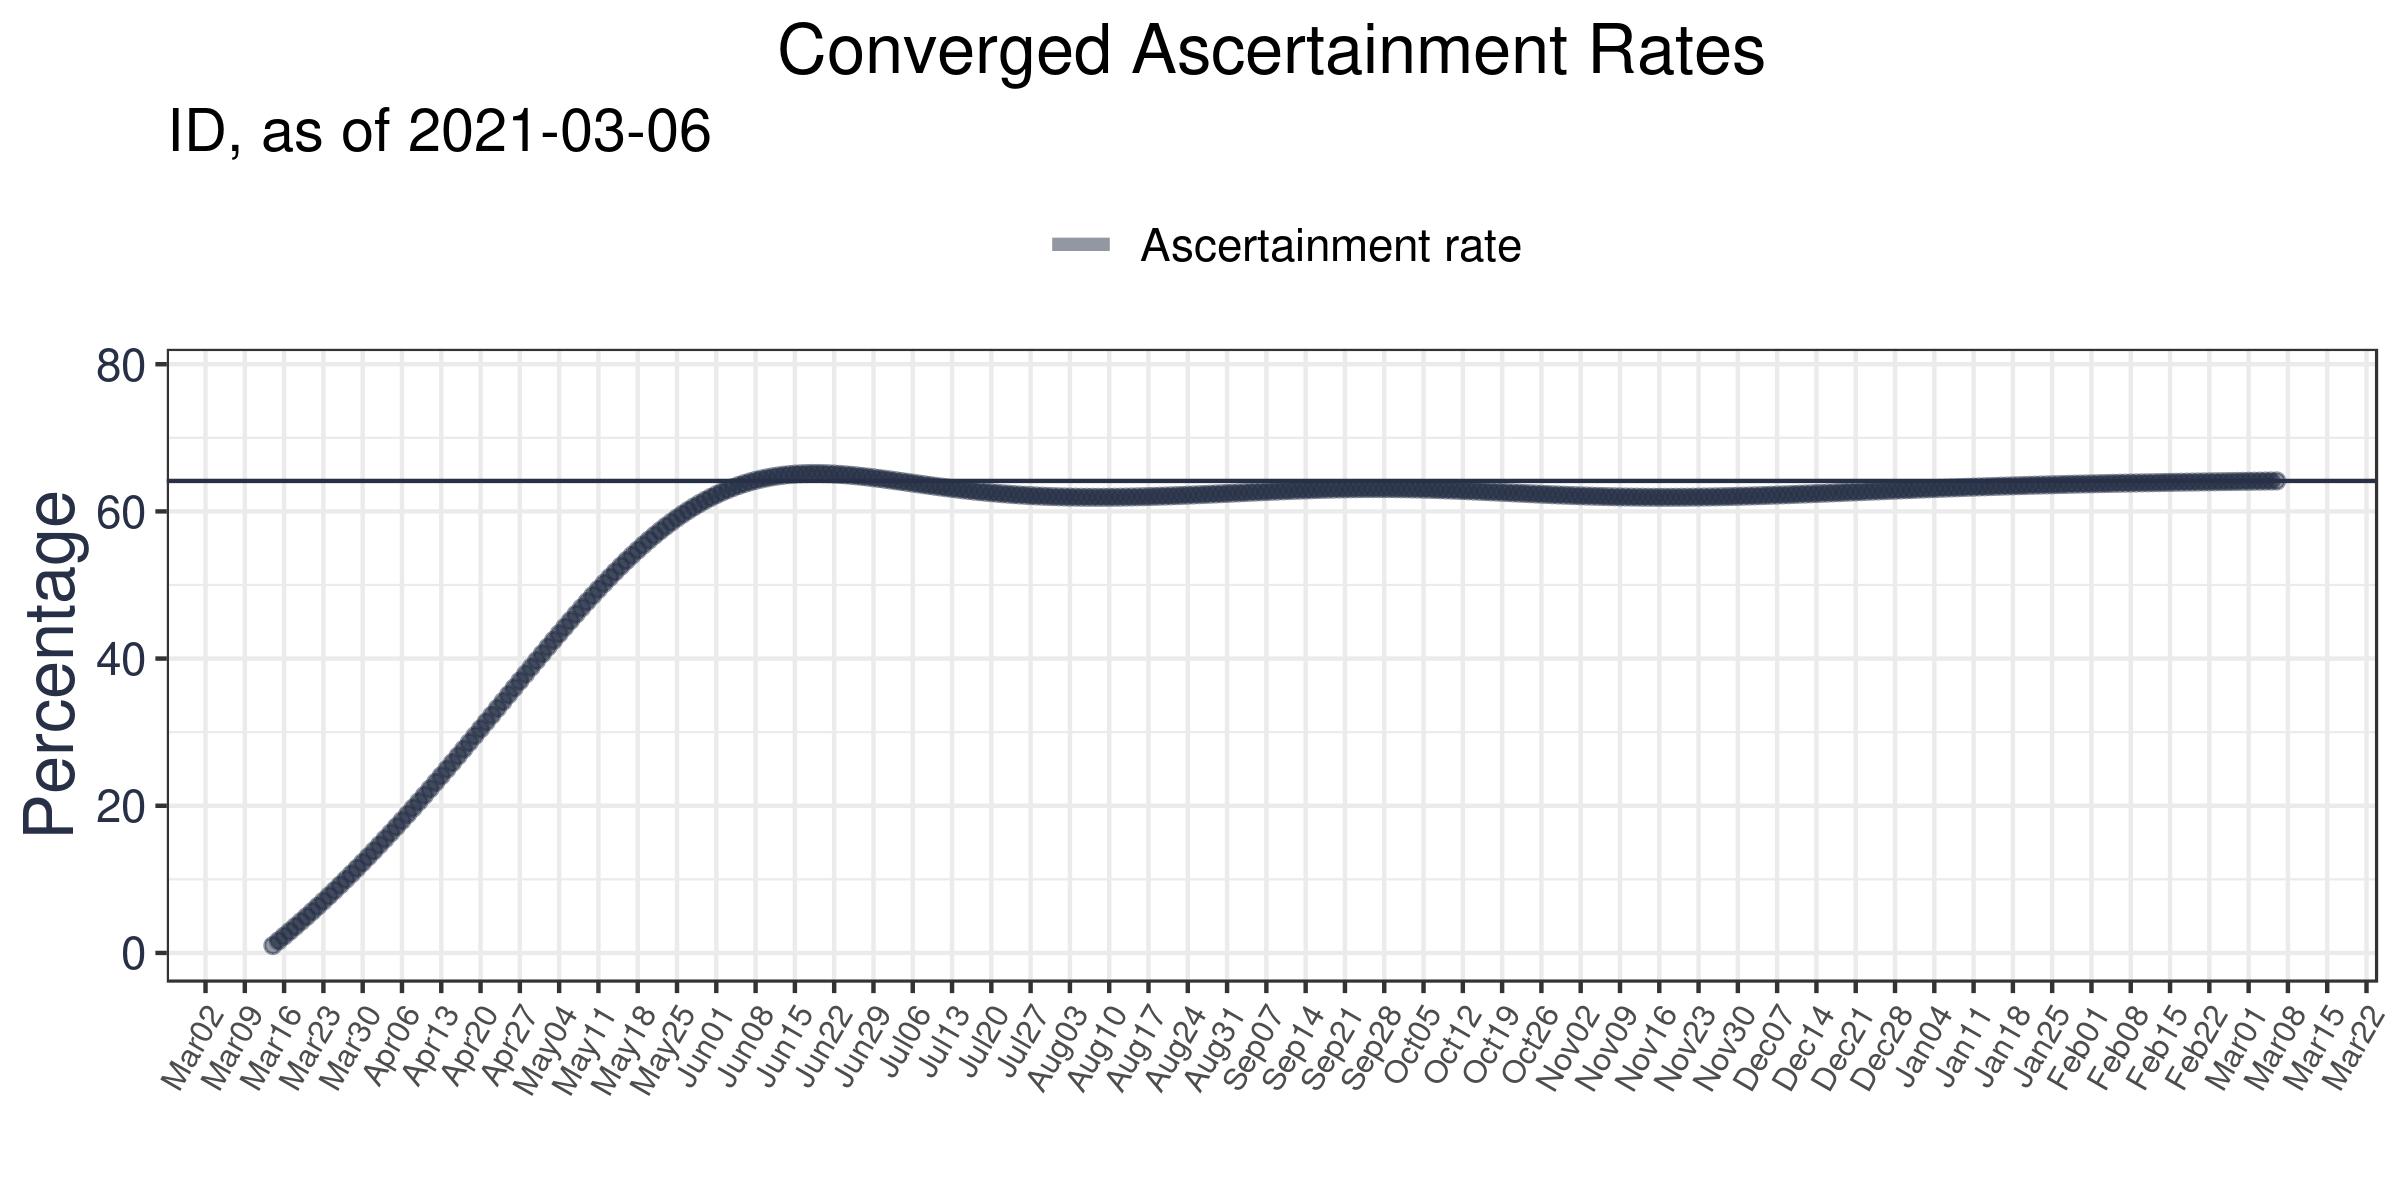 Converged Ascertainment Rates
ID, as of 2021-03-06
Ascertainment rate
Percentage
80
60
40
20
0
Mar02
Mar09
Mar16
Mar23
Mar30
Apr06
Apr13
Apr20
Apr27
May04
May11
May18
May25
Jun01
Jun08
Jun15
Jun22
Jun29
Jul06
Jul13
Jul20
Jul27
Aug03
Aug10
Aug17
Aug24
Aug31
Sep07
Sep14
Sep21
Sep28
Oct05
Oct12
Oct19
Oct26
Nov02
Nov09
Nov16
Nov23
Nov30
Dec07
Dec14
Dec21
Dec28
Jan04
Jan11
Jan18
Jan25
Feb01
Feb08
Feb15
Feb22
Mar01
Mar08
Mar15
Mar22